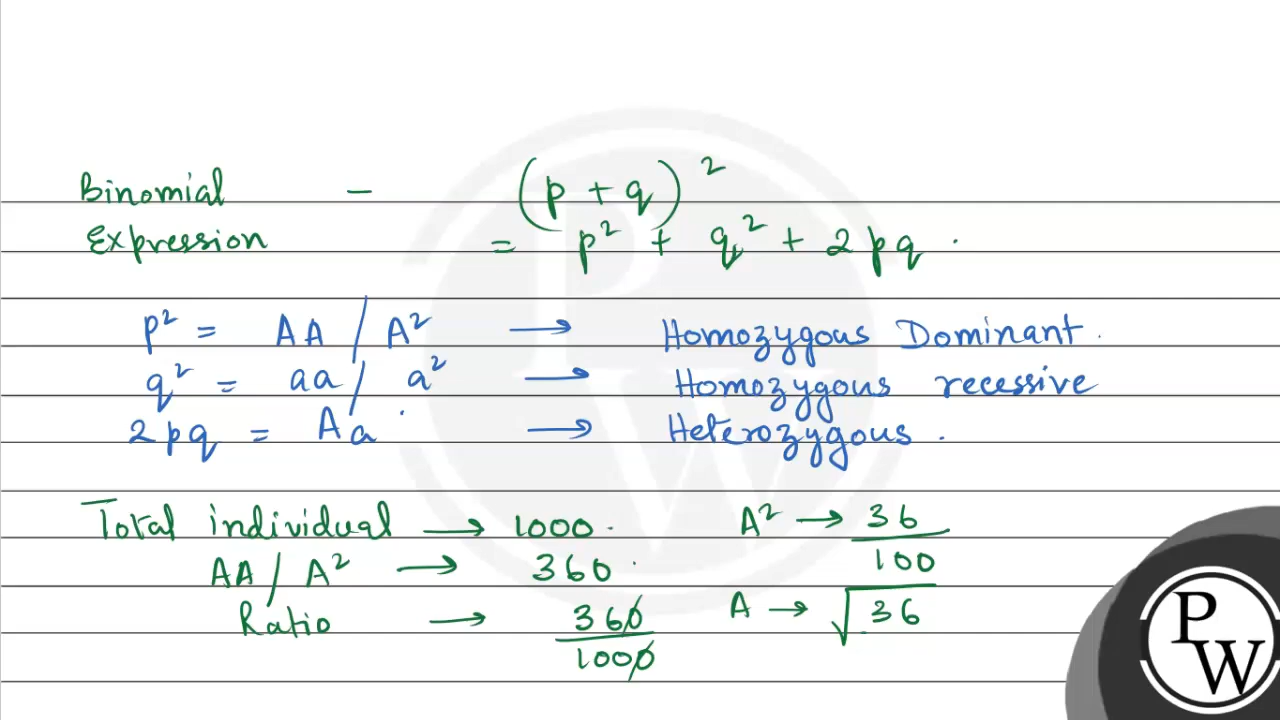 Binomial – (p + q)²
Expression = p² + q² + 2pq .
p² = AA / A² → Homozygous Dominant .
q² = aa / a² → Homozygous recessive
2pq = Aa → Heterozygous .
Total individual → 1000 . A² → 36/100
AA / A² → 360 .
Ratio → 360/1000 A → √36
PW